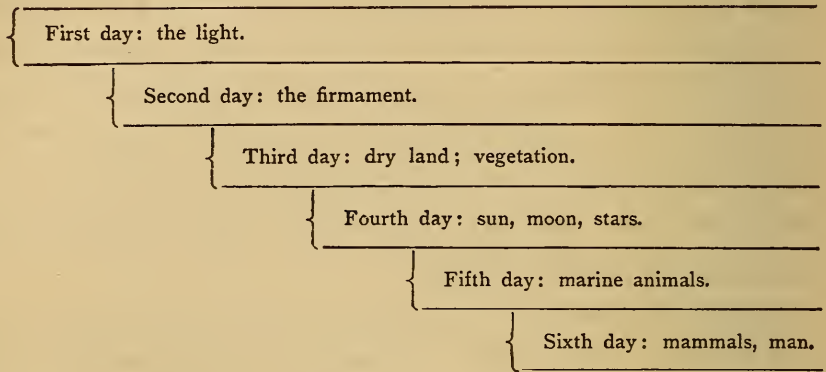 First day: the light.
Second day: the firmament.
Third day: dry land; vegetation.
Fourth day: sun, moon, stars.
Fifth day: marine animals.
Sixth day: mammals, man.